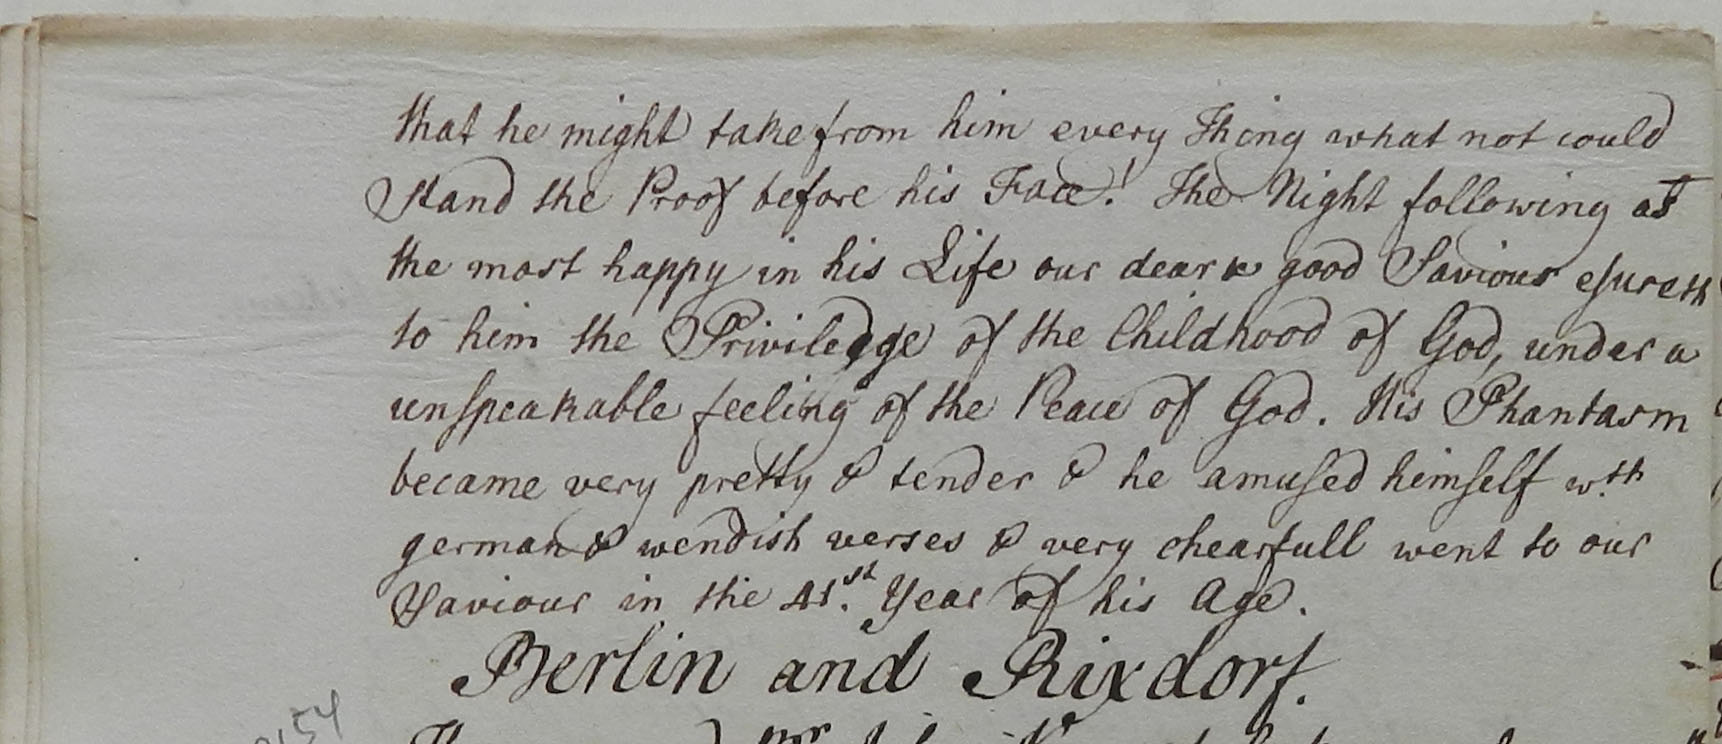 that he might take from him every Thing what not could
Stand the Proof before his Face! The Night following as
the most happy in his Life our dear & good Saviour esureth
to him the Priviledge of the Childhood of God, under a
unspeakable feeling of the Peace of God. His Phantasm
became very pretty & tender & he amused himself wth.
german & wendish verses & very chearfull went to our
Saviour in the 41st. Year of his Age.
Berlin and Rixdorf.